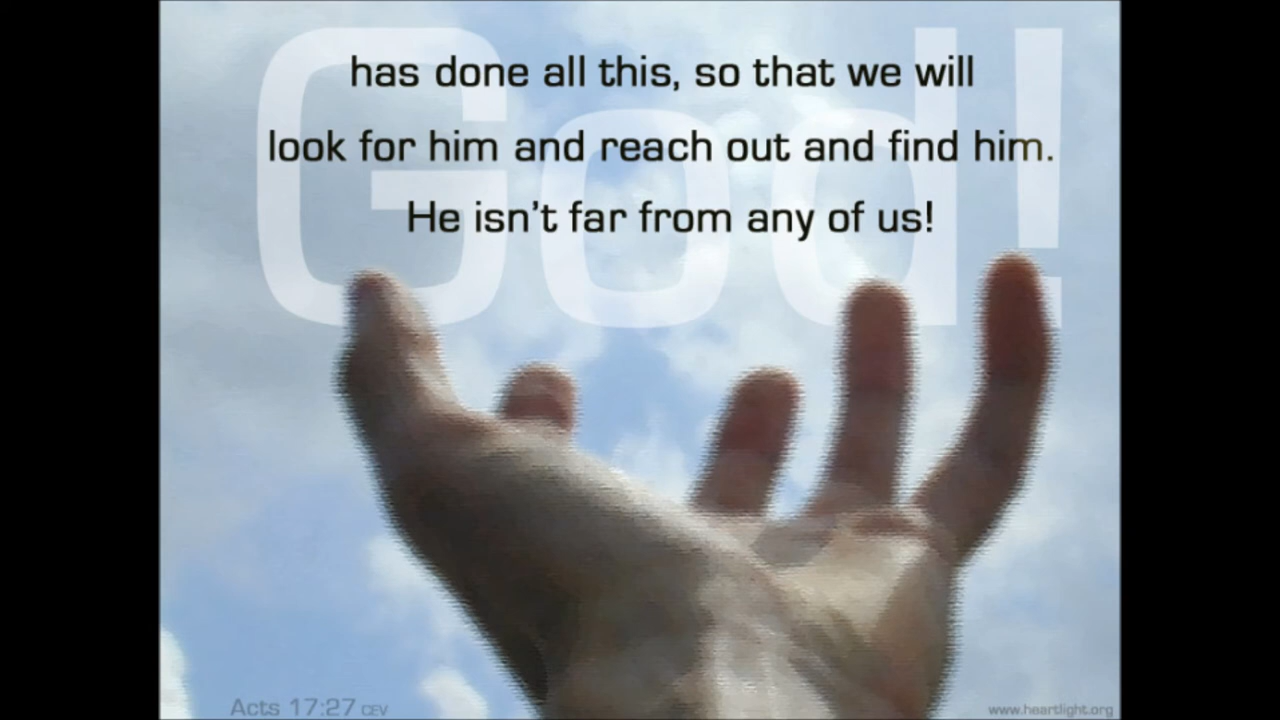 God!
has done all this, so that we will
look for him and reach out and find him.
He isn't far from any of us!
Acts 17:27 CEV
www.heartlight.org